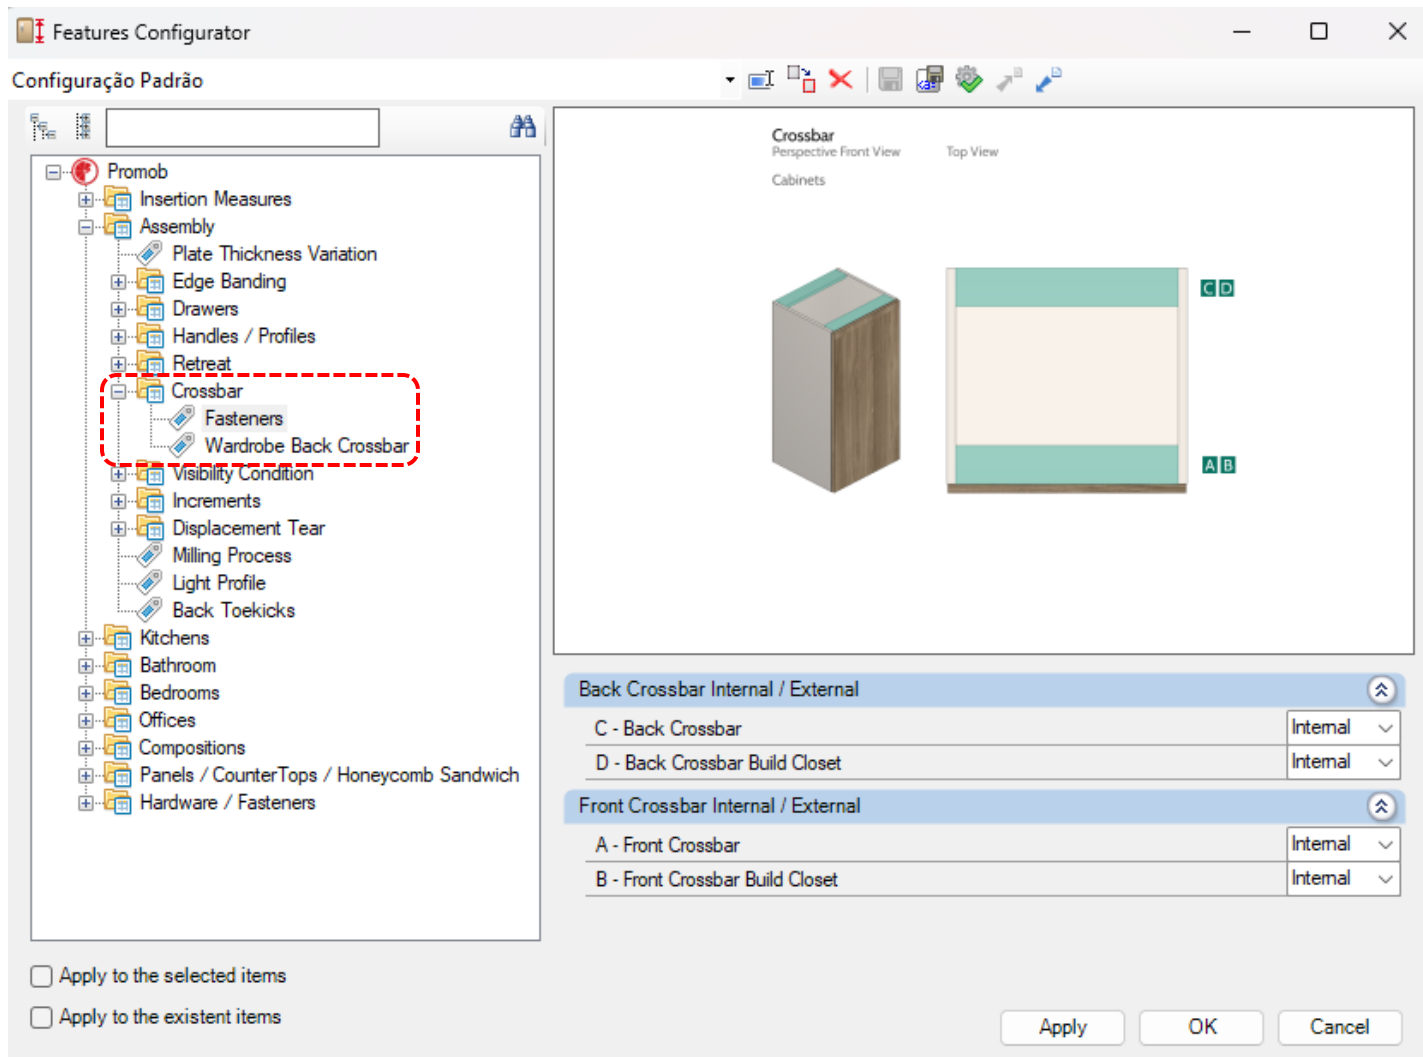 Features Configurator
Configuração Padrão
Promob
Insertion Measures
Assembly
Plate Thickness Variation
Edge Banding
Drawers
Handles / Profiles
Retreat
Crossbar
Fasteners
Wardrobe Back Crossbar
Visibility Condition
Increments
Displacement Tear
Milling Process
Light Profile
Back Toekicks
Kitchens
Bathroom
Bedrooms
Offices
Compositions
Panels / CounterTops / Honeycomb Sandwich
Hardware / Fasteners
Crossbar
Perspective Front View Top View
Cabinets
C D
A B
Back Crossbar Internal / External
C - Back Crossbar Internal
D - Back Crossbar Build Closet Internal
Front Crossbar Internal / External
A - Front Crossbar Internal
B - Front Crossbar Build Closet Internal
Apply to the selected items
Apply to the existent items
Apply OK Cancel